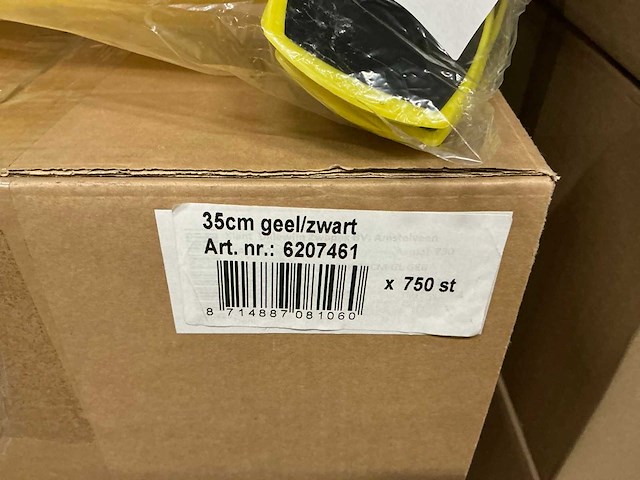 35cm geel/zwart
Art. nr.: 6207461
x 750 st
8 714887 081060